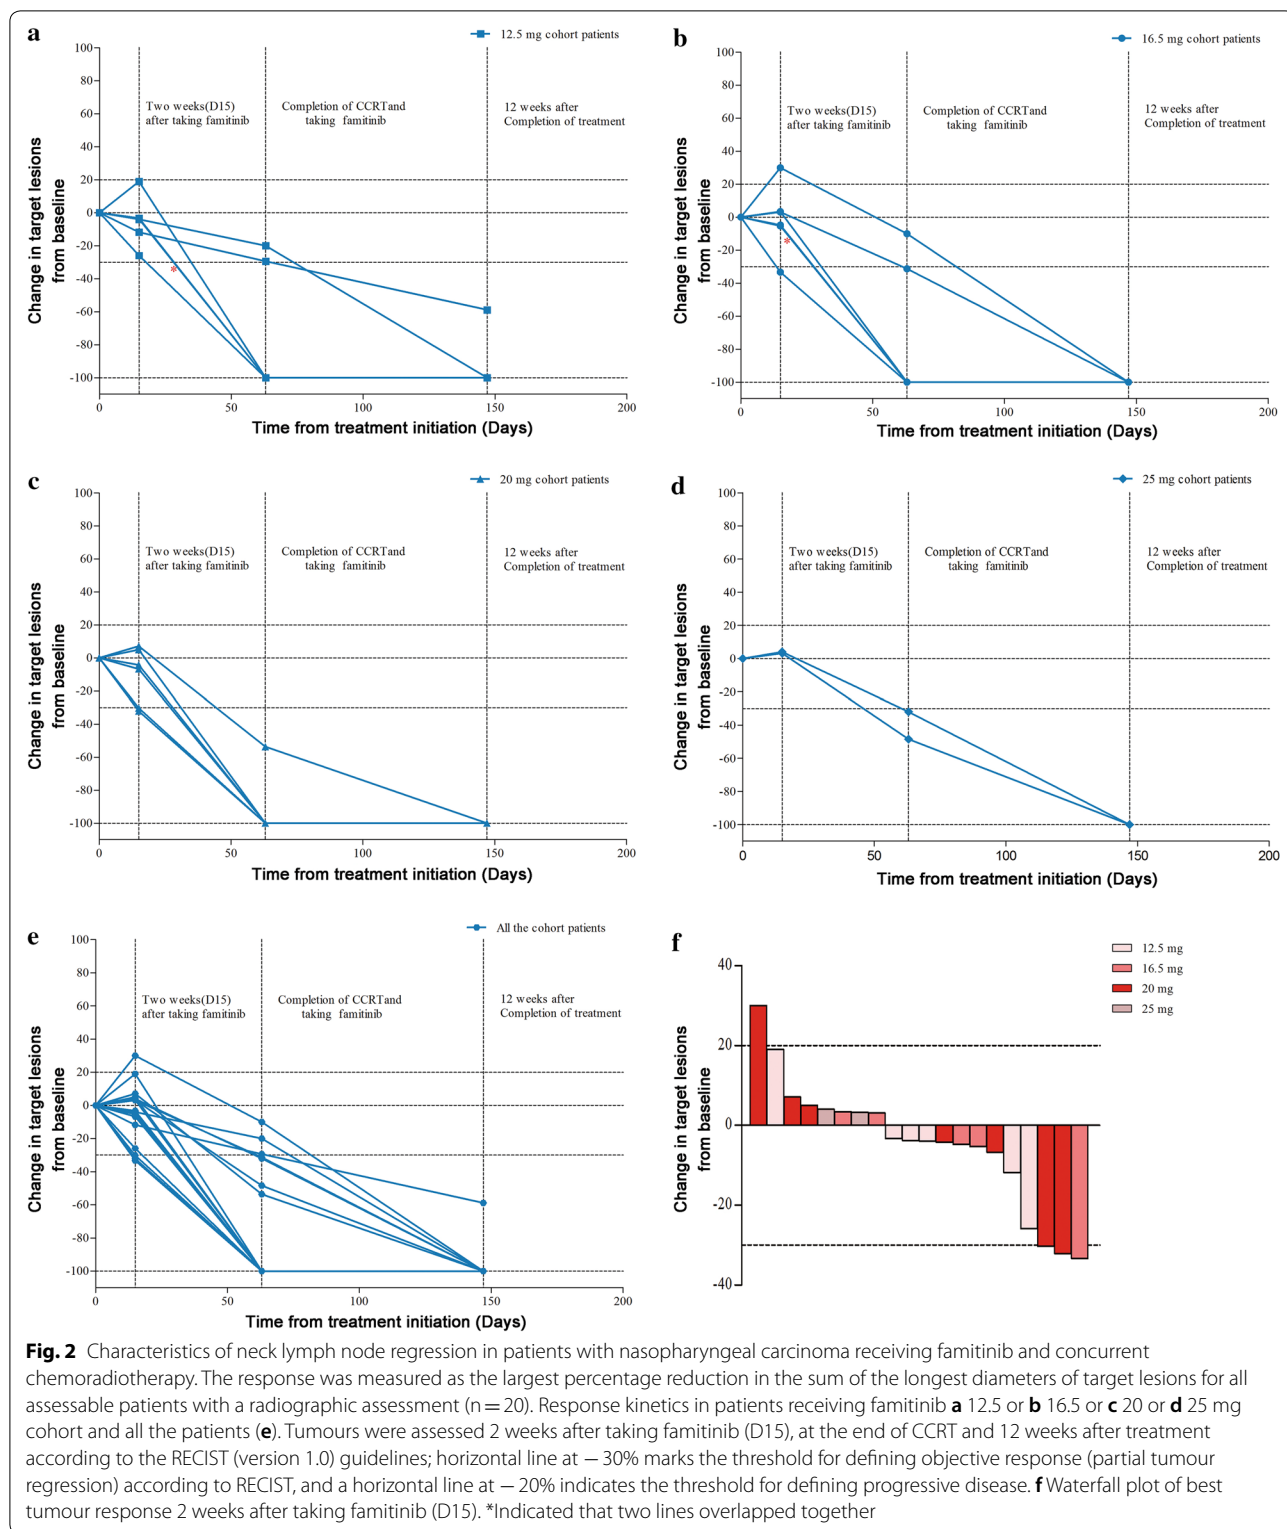 a
12.5 mg cohort patients
100
80
60
40
20
0
-20
-40
-60
-80
-100
Change in target lesions
from baseline
Two weeks(D15)
after taking famitinib
Completion of CCRTand
taking famitinib
12 weeks after
Completion of treatment
*
0
50
100
150
200
Time from treatment initiation (Days)
b
16.5 mg cohort patients
100
80
60
40
20
0
-20
-40
-60
-80
-100
Change in target lesions
from baseline
Two weeks(D15)
after taking famitinib
Completion of CCRTand
taking famitinib
12 weeks after
Completion of treatment
*
0
50
100
150
200
Time from treatment initiation (Days)
c
20 mg cohort patients
100
80
60
40
20
0
-20
-40
-60
-80
-100
Change in target lesions
from baseline
Two weeks(D15)
after taking famitinib
Completion of CCRTand
taking famitinib
12 weeks after
Completion of treatment
0
50
100
150
200
Time from treatment initiation (Days)
d
25 mg cohort patients
100
80
60
40
20
0
-20
-40
-60
-80
-100
Change in target lesions
from baseline
Two weeks(D15)
after taking famitinib
Completion of CCRTand
taking famitinib
12 weeks after
Completion of treatment
0
50
100
150
200
Time from treatment initiation (Days)
e
All the cohort patients
100
80
60
40
20
0
-20
-40
-60
-80
-100
Change in target lesions
from baseline
Two weeks(D15)
after taking famitinib
Completion of CCRTand
taking famitinib
12 weeks after
Completion of treatment
0
50
100
150
200
Time from treatment initiation (Days)
f
12.5 mg
16.5 mg
20 mg
25 mg
40
20
0
-20
-40
Change in target lesions
from baseline
Fig. 2 Characteristics of neck lymph node regression in patients with nasopharyngeal carcinoma receiving famitinib and concurrent
chemoradiotherapy. The response was measured as the largest percentage reduction in the sum of the longest diameters of target lesions for all
assessable patients with a radiographic assessment (n = 20). Response kinetics in patients receiving famitinib a 12.5 or b 16.5 or c 20 or d 25 mg
cohort and all the patients (e). Tumours were assessed 2 weeks after taking famitinib (D15), at the end of CCRT and 12 weeks after treatment
according to the RECIST (version 1.0) guidelines; horizontal line at − 30% marks the threshold for defining objective response (partial tumour
regression) according to RECIST, and a horizontal line at − 20% indicates the threshold for defining progressive disease. f Waterfall plot of best
tumour response 2 weeks after taking famitinib (D15). *Indicated that two lines overlapped together